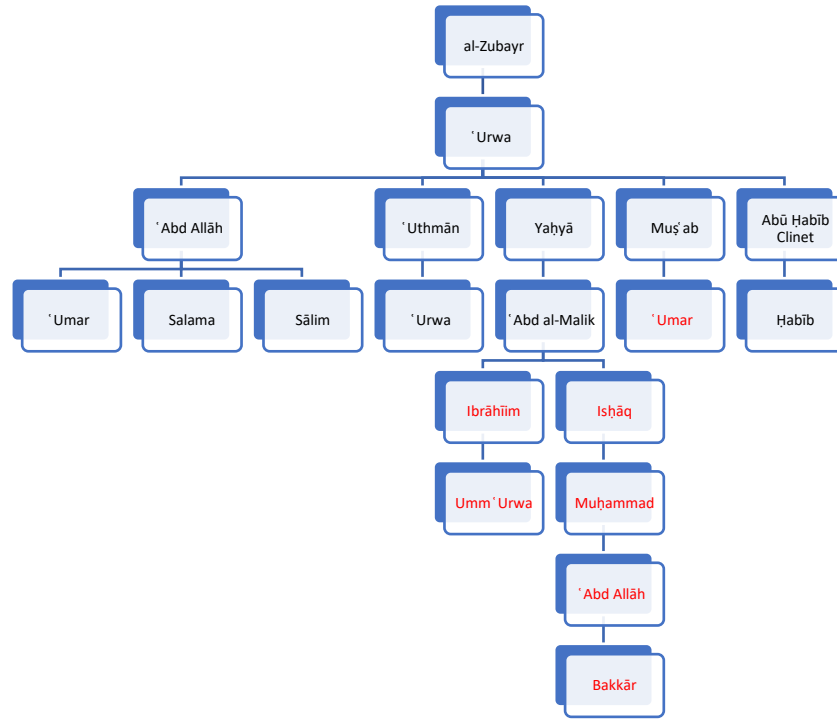 al-Zubayr
ʿUrwa
ʿAbd Allāh
ʿUthmān
Yaḥyā
Muṣʿab
Abū Ḥabīb
Clinet
ʿUmar
Salama
Sālim
ʿUrwa
ʿAbd al-Malik
ʿUmar
Ḥabīb
Ibrāhīim
Isḥāq
Umm ʿUrwa
Muḥammad
ʿAbd Allāh
Bakkār